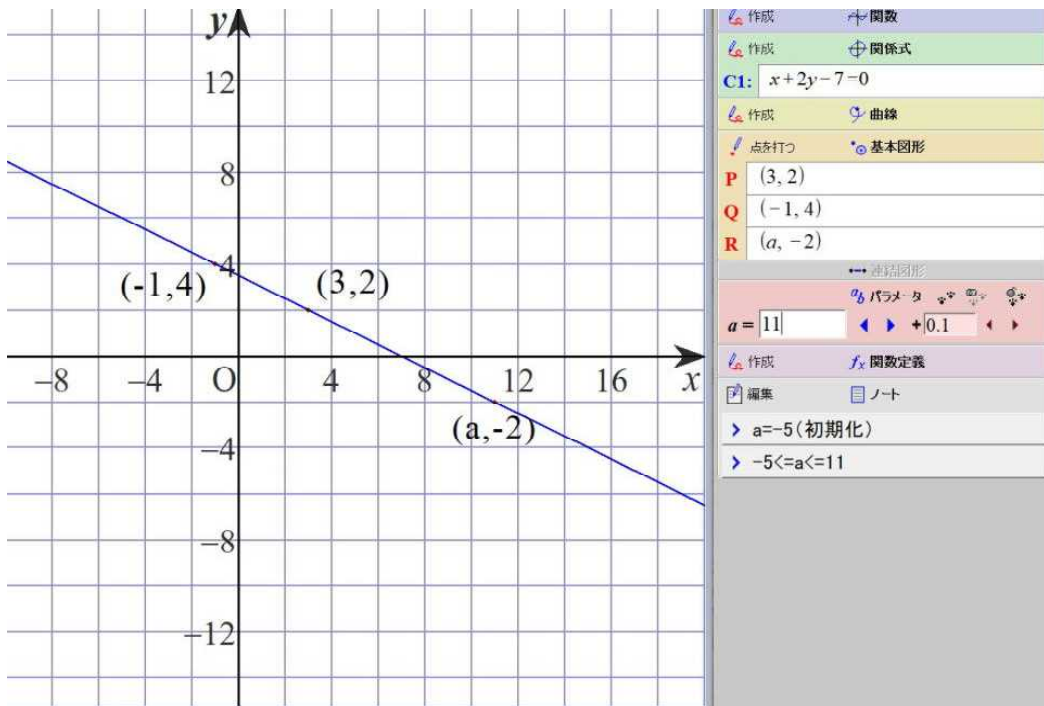 y
12
8
4
(-1,4)
(3,2)
−8 −4 O 4 8 12 16 x
(a,-2)
−4
−8
−12
作成 関数
作成 関係式
C1: x+2y−7=0
作成 曲線
点を打つ 基本図形
P (3, 2)
Q (−1, 4)
R (a, −2)
連結図形
ab パラメータ
a = 11 +0.1
作成 fx 関数定義
編集 ノート
> a=-5(初期化)
> -5<=a<=11